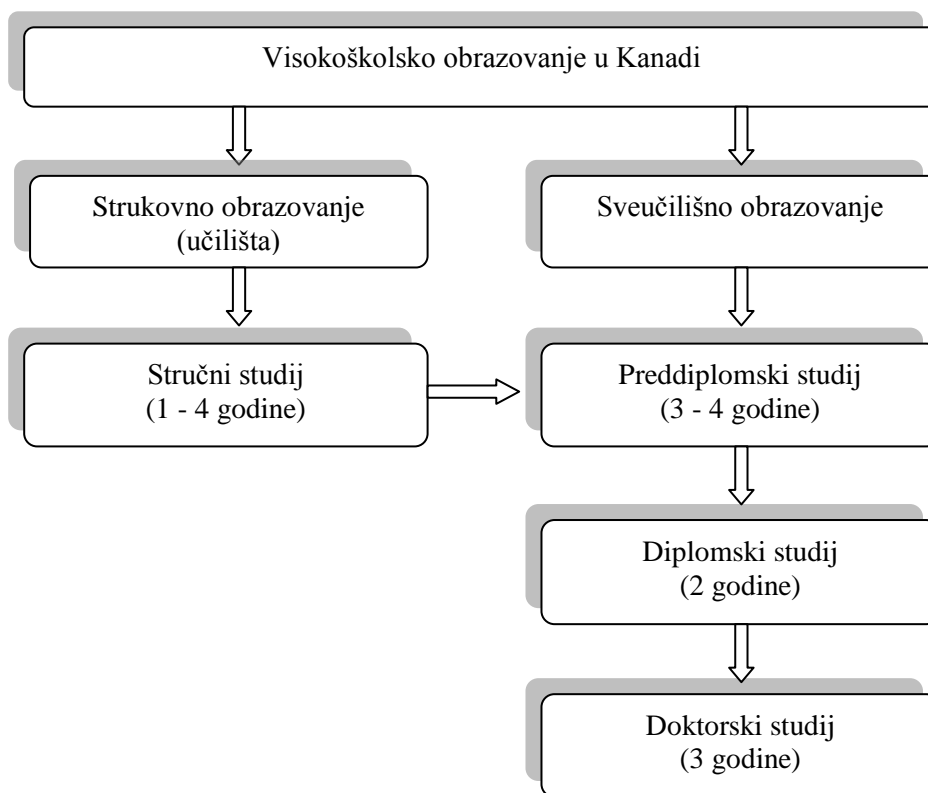 Visokoškolsko obrazovanje u Kanadi
Strukovno obrazovanje
(učilišta)
Sveučilišno obrazovanje
Stručni studij
(1 - 4 godine)
Preddiplomski studij
(3 - 4 godine)
Diplomski studij
(2 godine)
Doktorski studij
(3 godine)